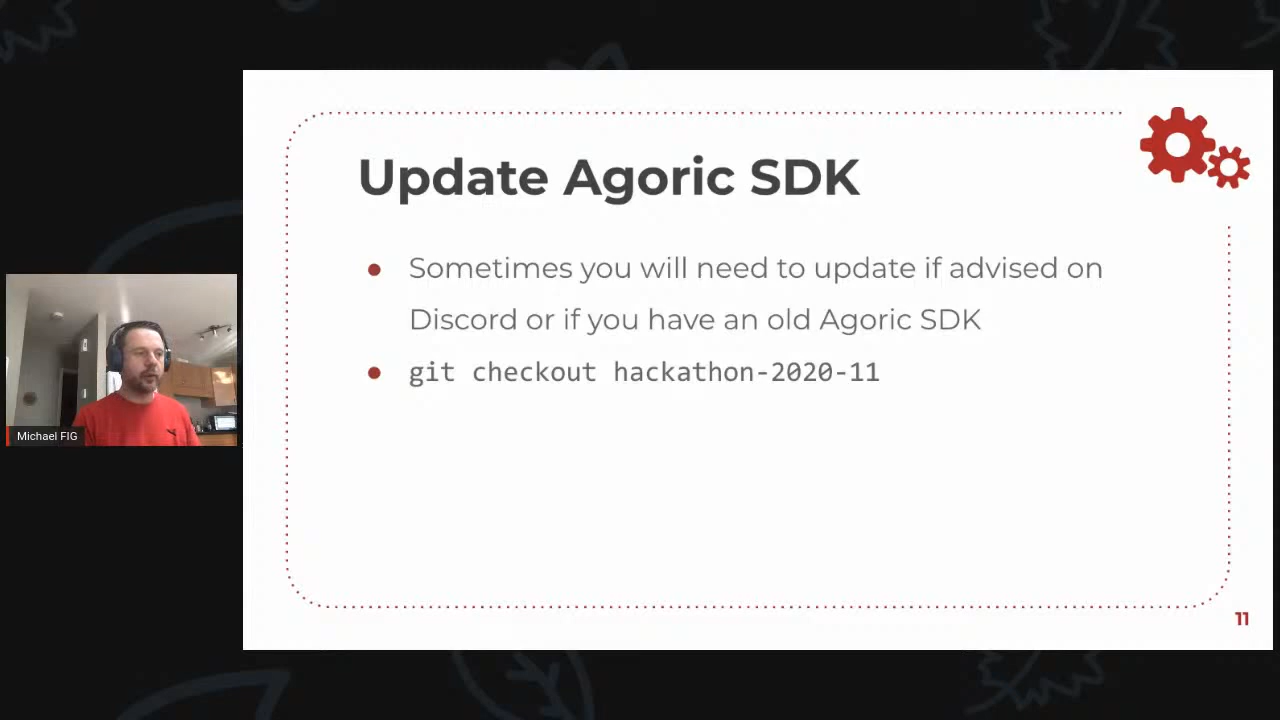 Update Agoric SDK
● Sometimes you will need to update if advised on
Discord or if you have an old Agoric SDK
● git checkout hackathon-2020-11
Michael FIG
11